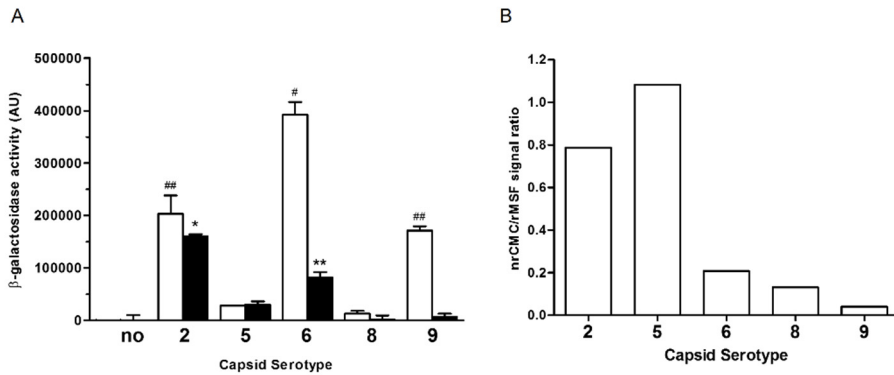 A
β-galactosidase activity (AU)
500000
400000
300000
200000
100000
0
##
*
#
**
##
no 2 5 6 8 9
Capsid Serotype
B
nrCMC/rMSF signal ratio
1.2
1.0
0.8
0.6
0.4
0.2
0.0
2 5 6 8 9
Capsid Serotype